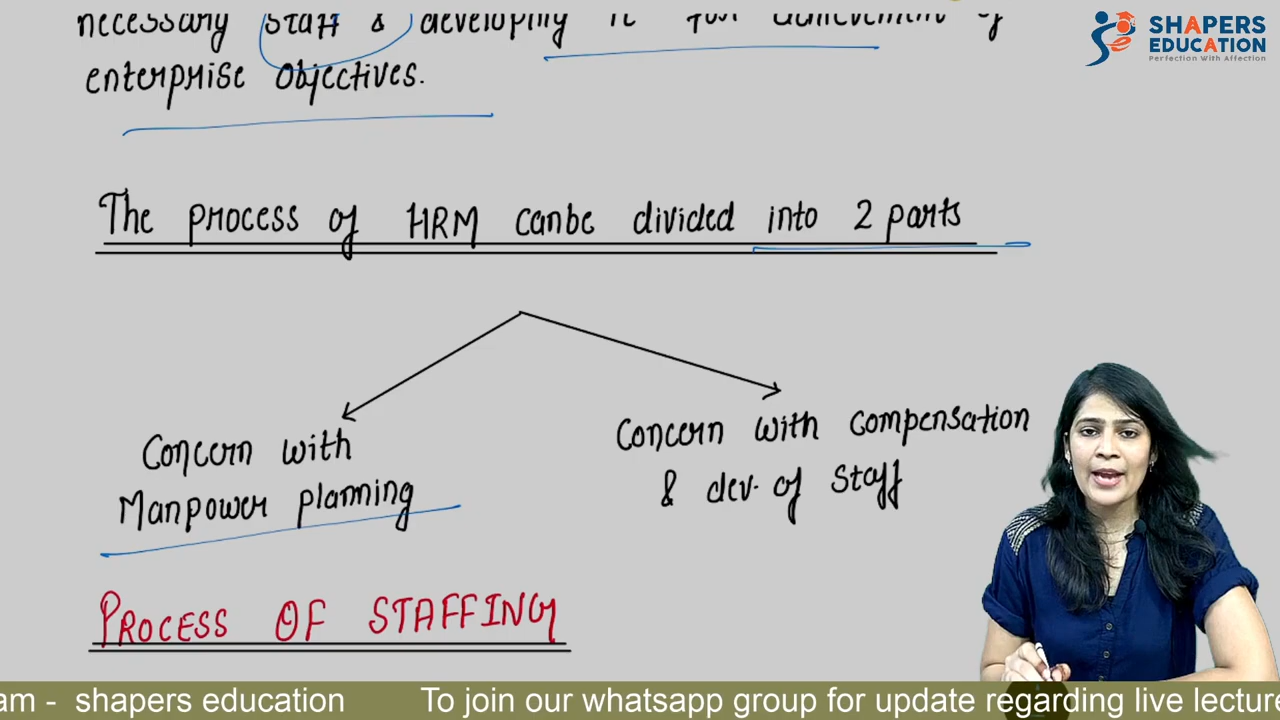 necessary staff & developing it for achievement of
enterprise objectives.
SHAPERS
EDUCATION
Perfection With Affection
The process of HRM canbe divided into 2 parts
Concern with
Manpower planning
Concern with compensation
& dev. of staff
PROCESS OF STAFFING
am - shapers education To join our whatsapp group for update regarding live lectur